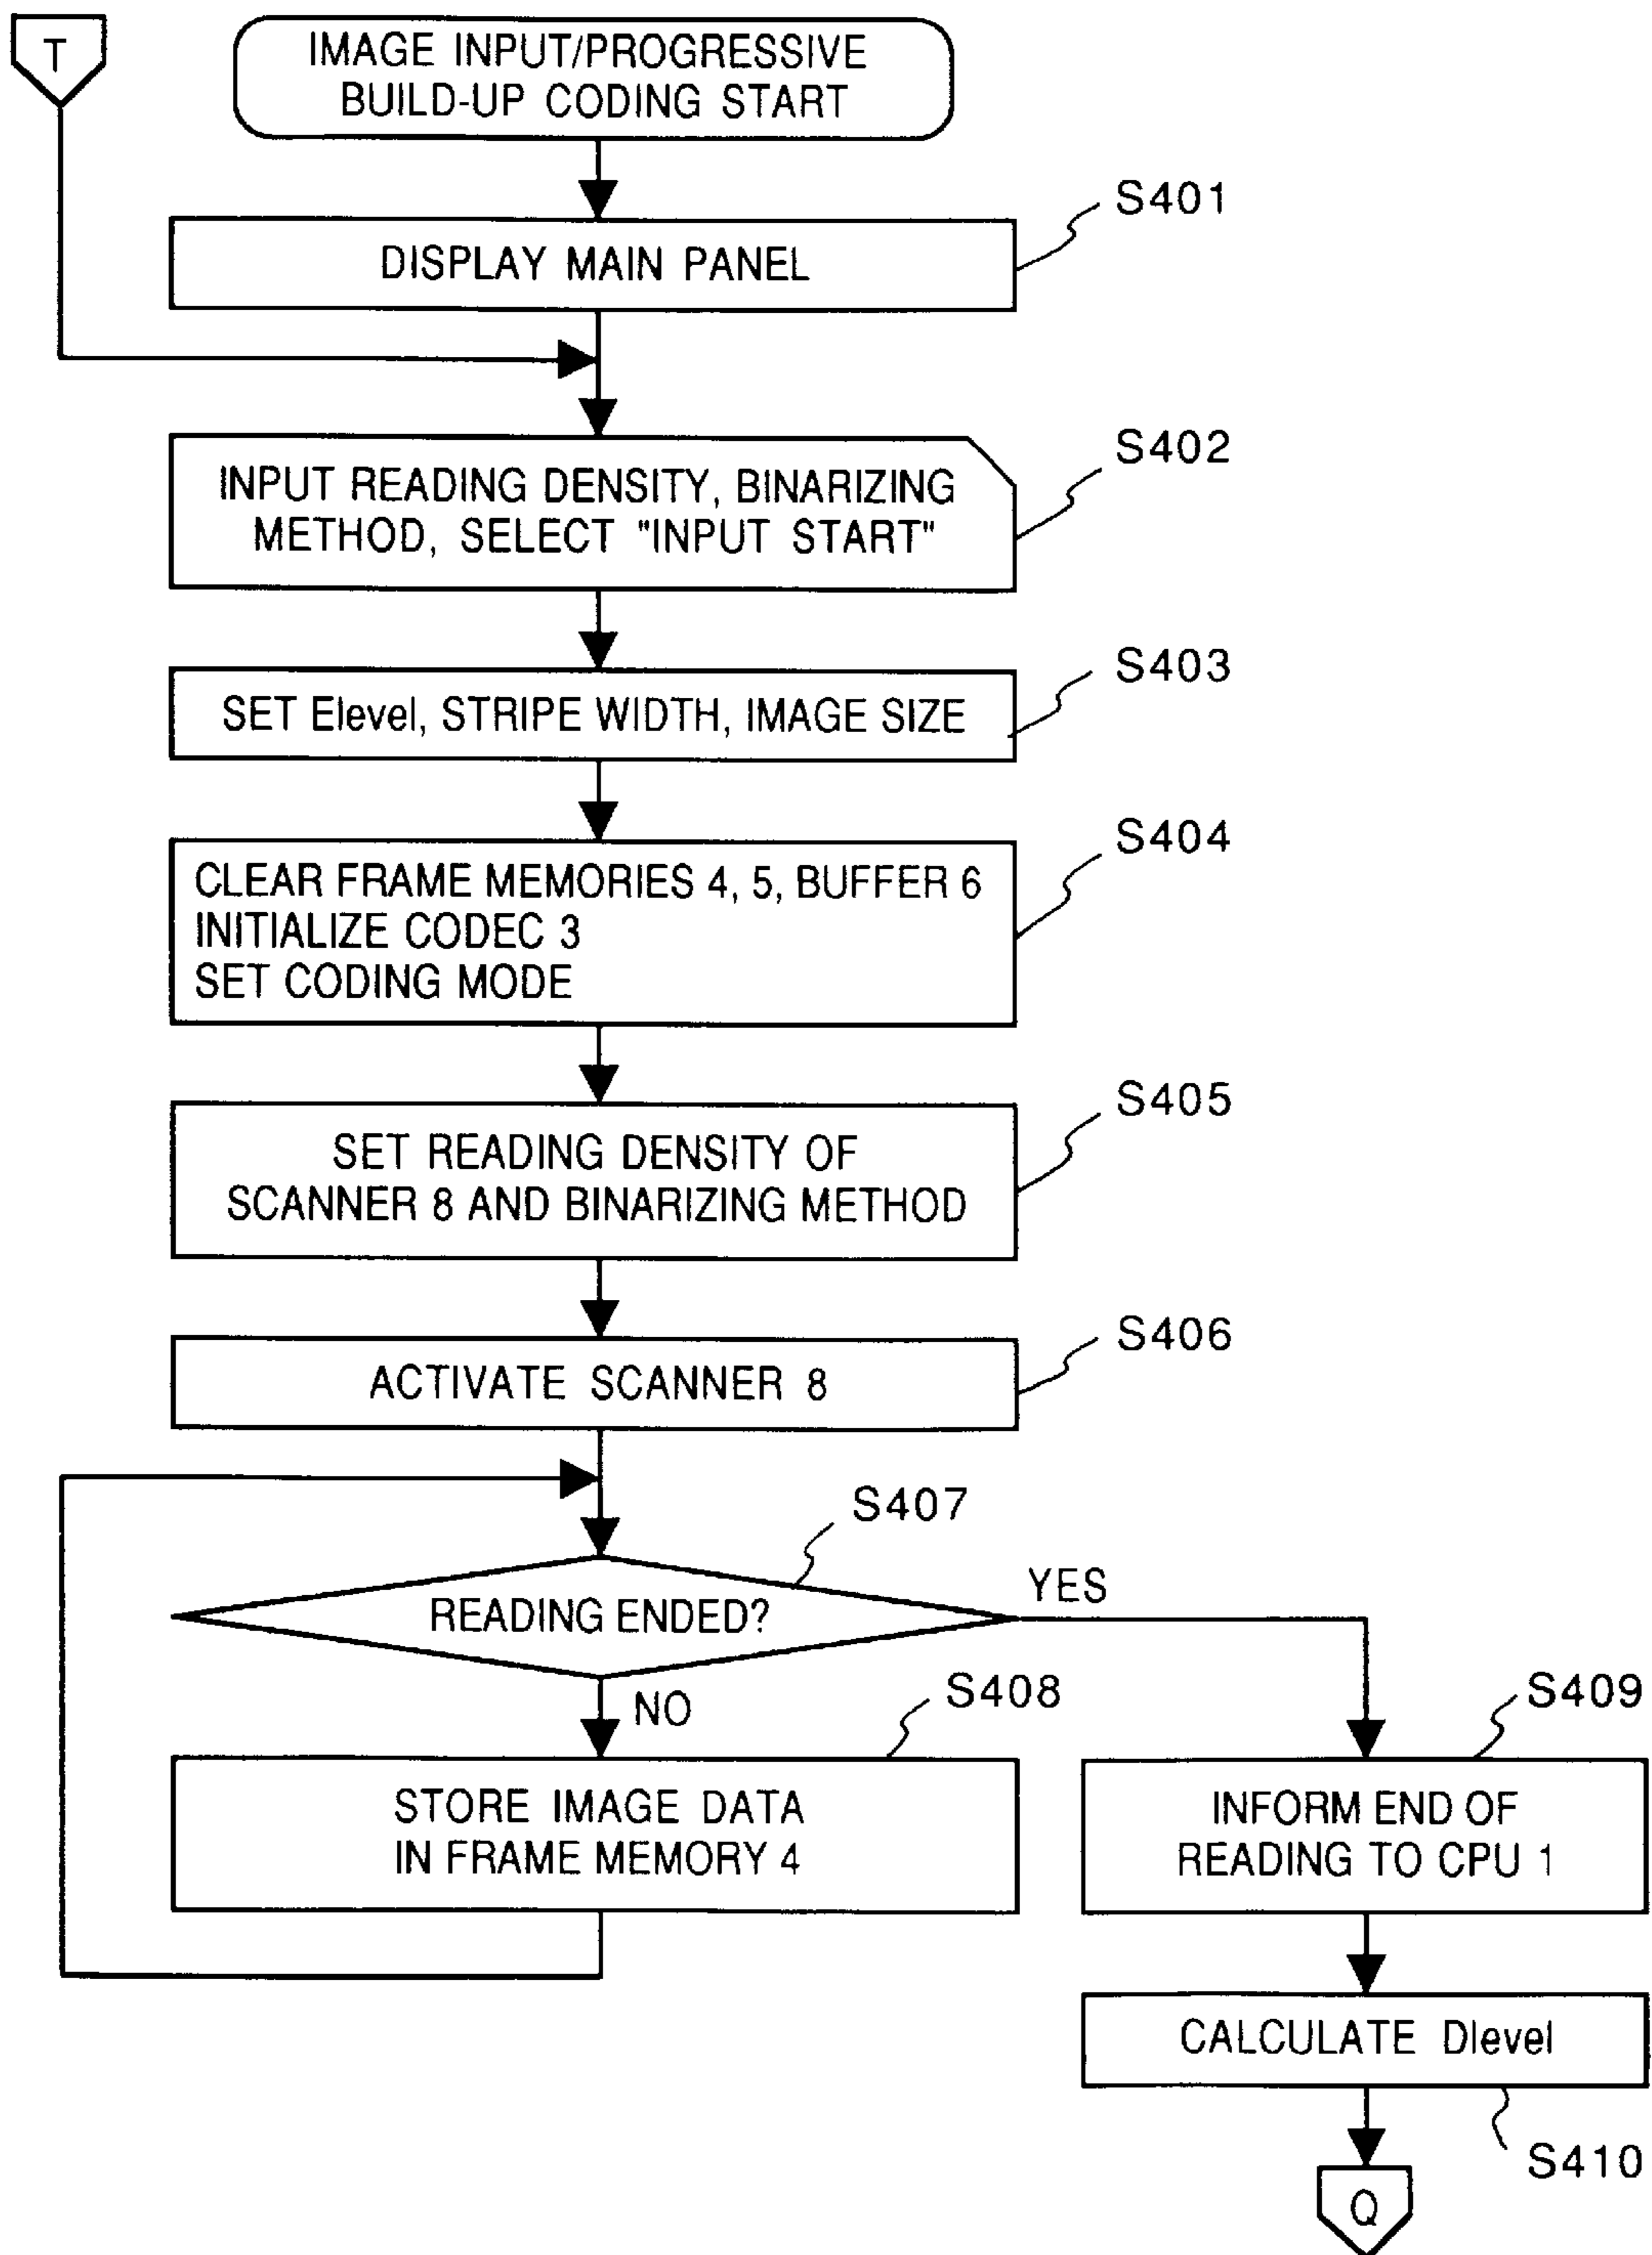 T
IMAGE INPUT/PROGRESSIVE
BUILD-UP CODING START
S401
DISPLAY MAIN PANEL
S402
INPUT READING DENSITY, BINARIZING
METHOD, SELECT "INPUT START"
S403
SET Elevel, STRIPE WIDTH, IMAGE SIZE
S404
CLEAR FRAME MEMORIES 4, 5, BUFFER 6
INITIALIZE CODEC 3
SET CODING MODE
S405
SET READING DENSITY OF
SCANNER 8 AND BINARIZING METHOD
S406
ACTIVATE SCANNER 8
S407
READING ENDED?
YES
NO
S408
STORE IMAGE DATA
IN FRAME MEMORY 4
S409
INFORM END OF
READING TO CPU 1
CALCULATE Dlevel
S410
Q